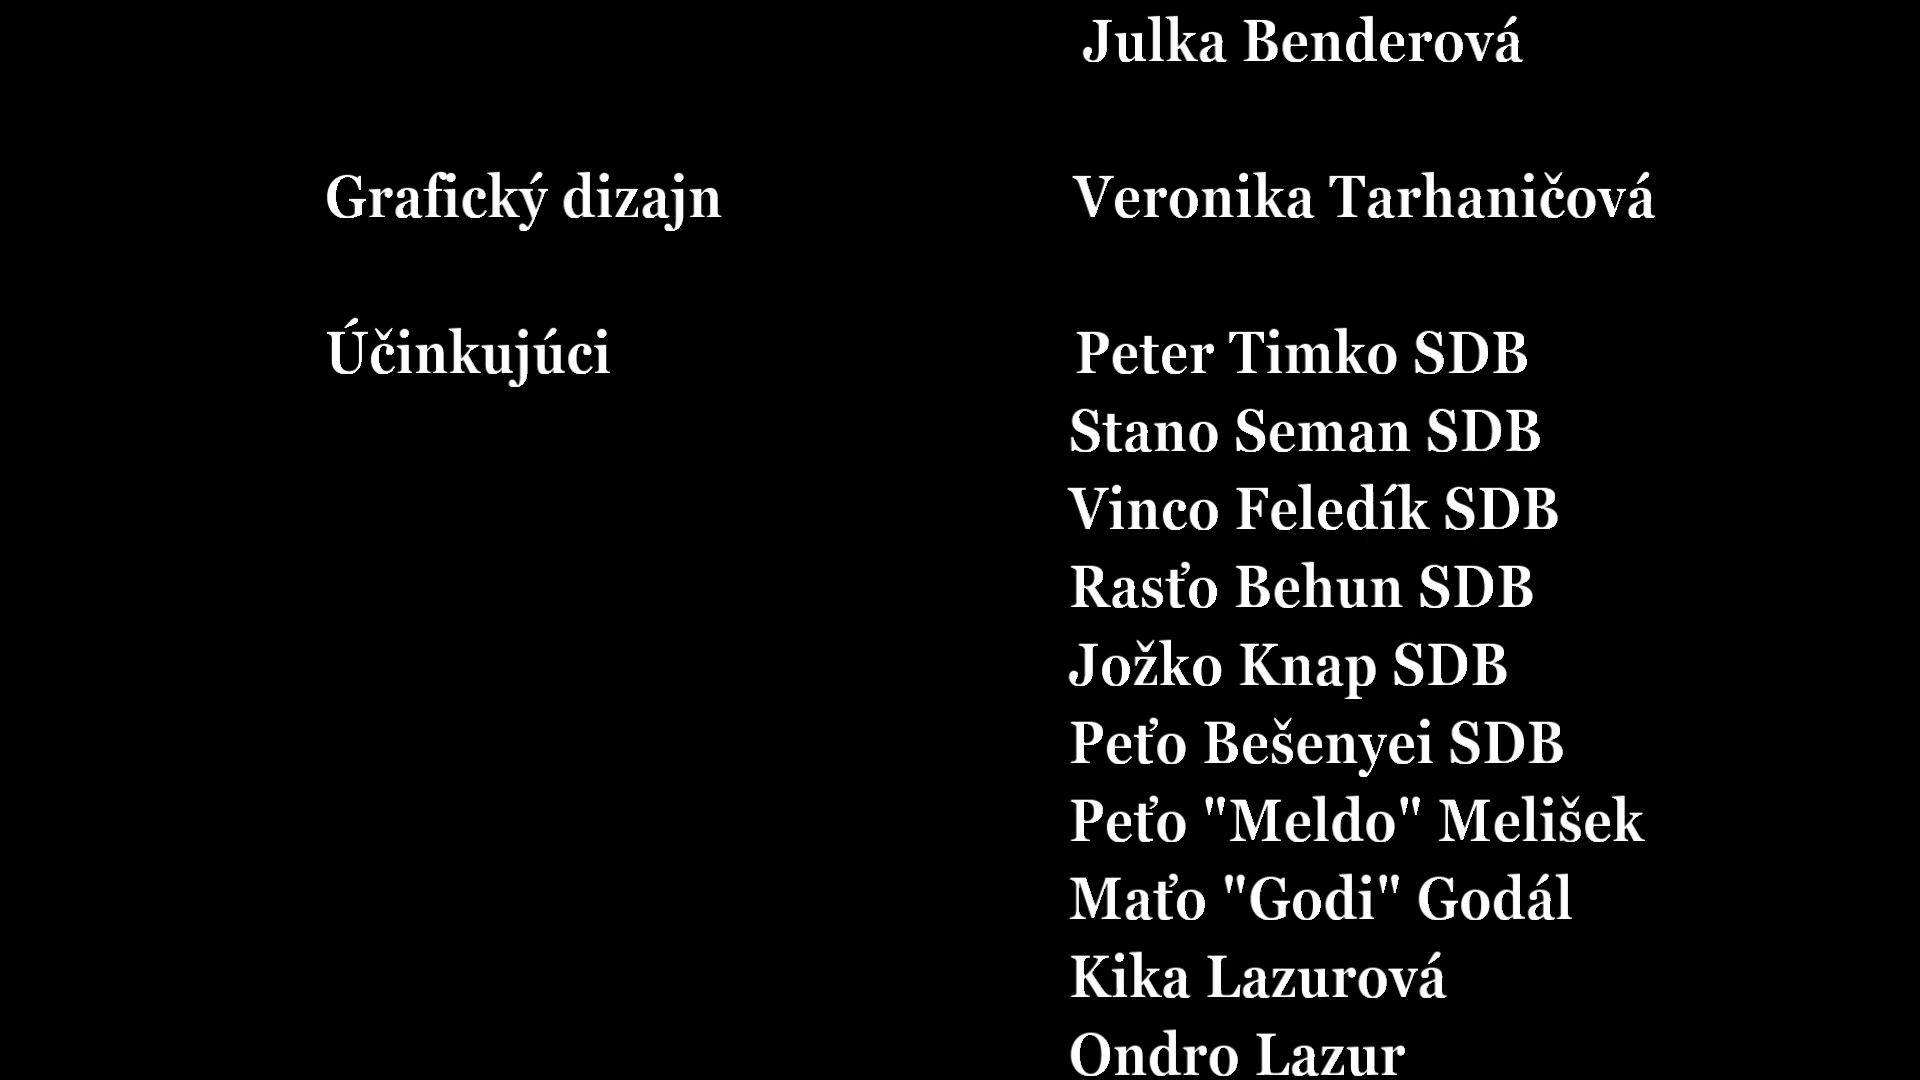 Julka Benderová
Grafický dizajn Veronika Tarhaničová
Účinkujúci Peter Timko SDB
Stano Seman SDB
Vinco Feledík SDB
Rasťo Behun SDB
Jožko Knap SDB
Peťo Bešenyei SDB
Peťo "Meldo" Melišek
Maťo "Godi" Godál
Kika Lazurová
Ondro Lazur